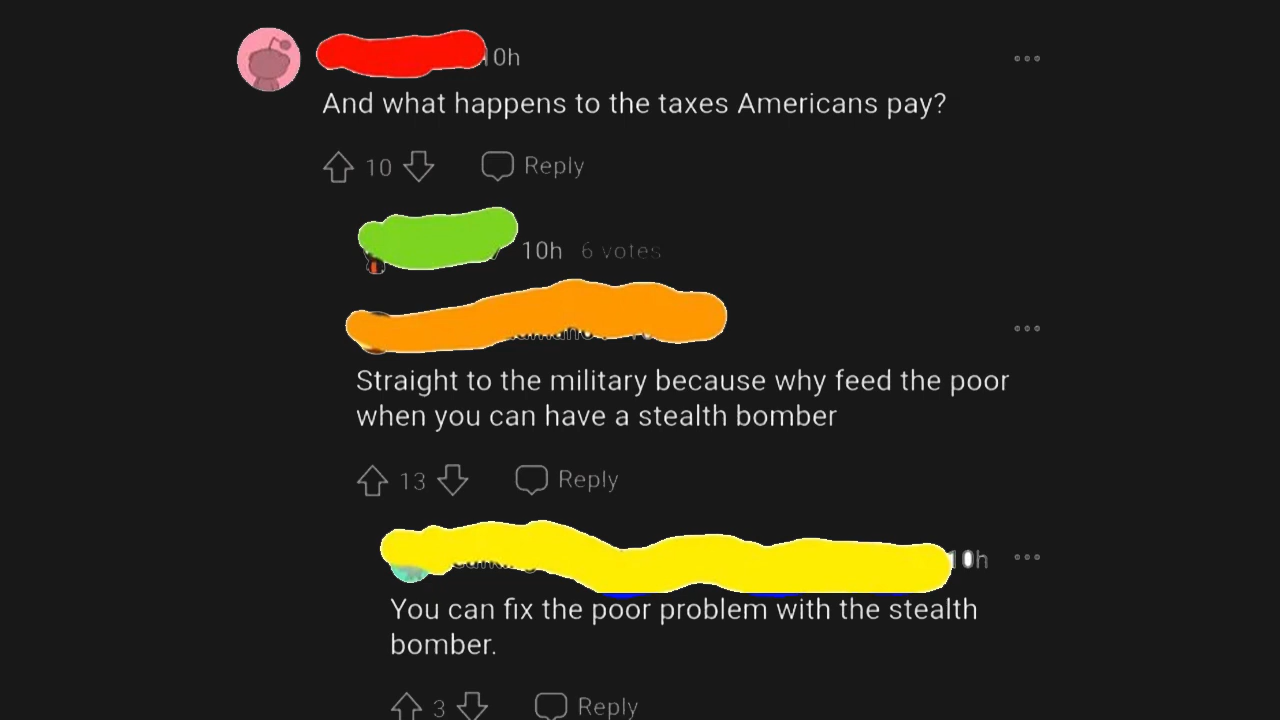 10h
And what happens to the taxes Americans pay?
10 Reply
10h 6 votes
Straight to the military because why feed the poor
when you can have a stealth bomber
13 Reply
10h
You can fix the poor problem with the stealth
bomber.
3 Reply